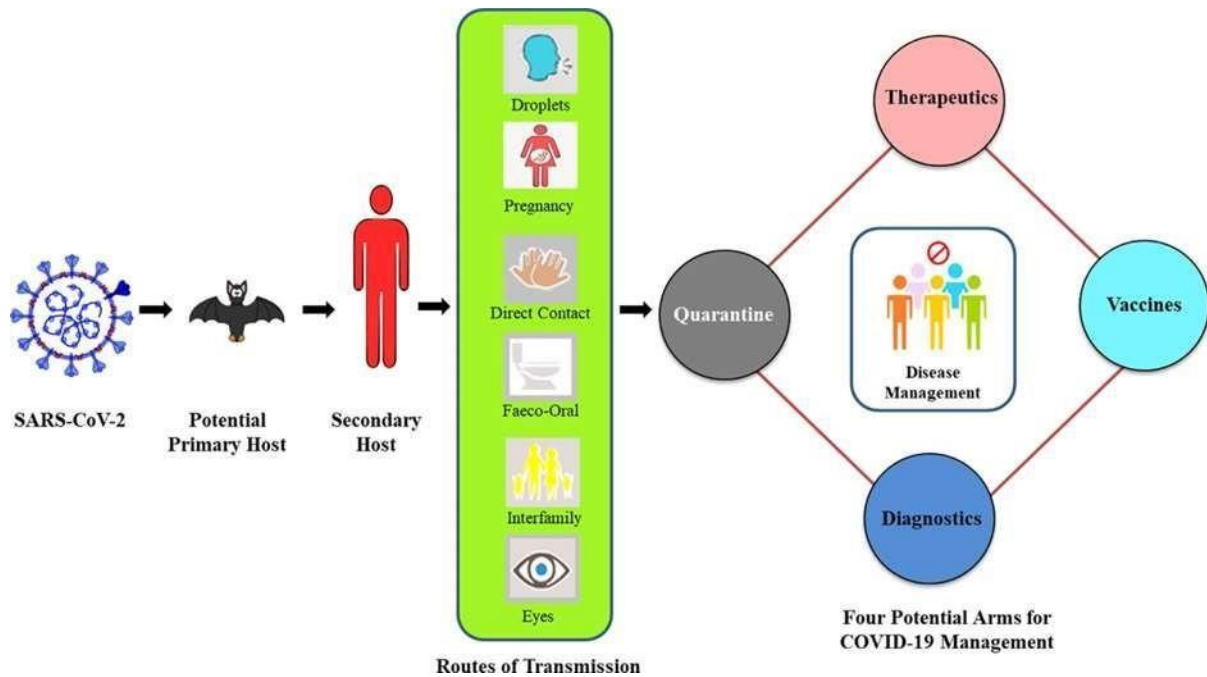 SARS-CoV-2
Potential
Primary Host
Secondary
Host
Droplets
Pregnancy
Direct Contact
Faeco-Oral
Interfamily
Eyes
Routes of Transmission
Therapeutics
Quarantine
Vaccines
Disease
Management
Diagnostics
Four Potential Arms for
COVID-19 Management